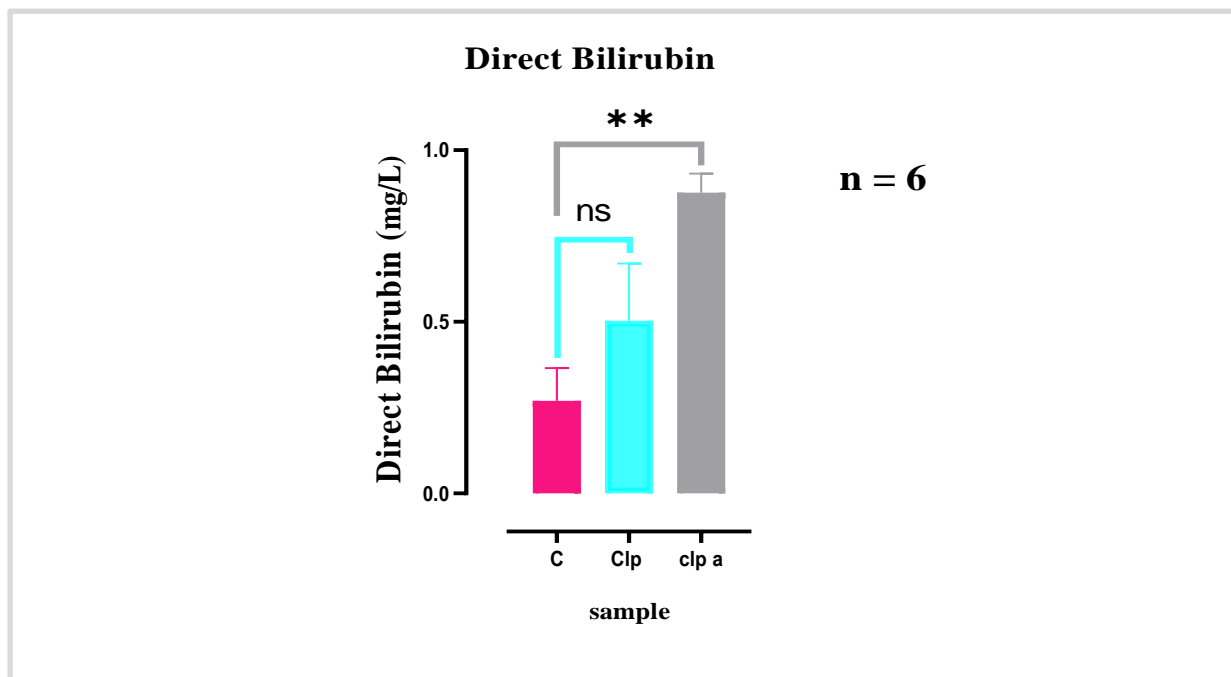 Direct Bilirubin
**
1.0
n = 6
ns
Direct Bilirubin (mg/L)
0.5
0.0
C Clp clp a
sample